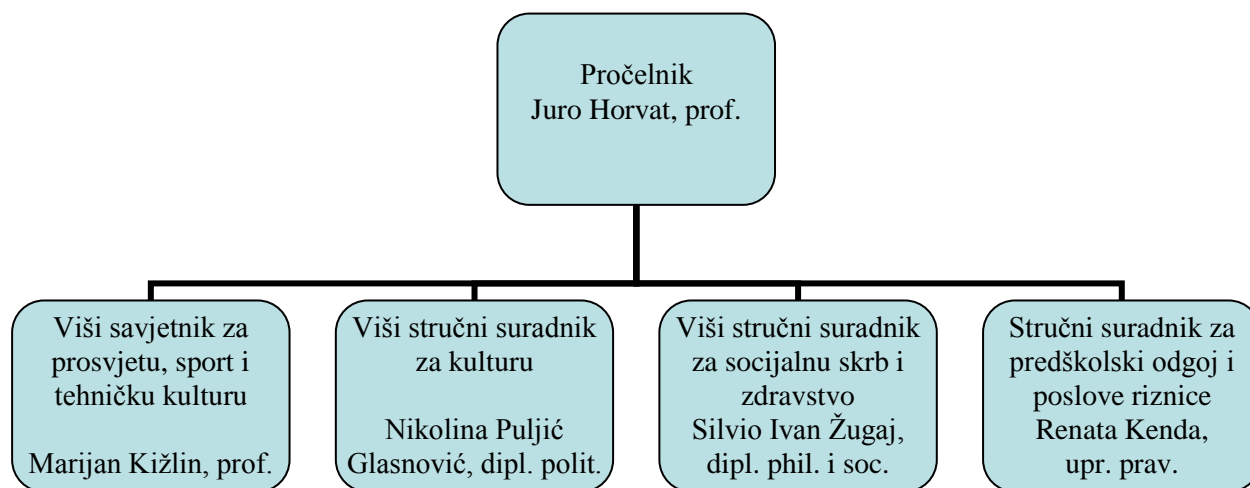 Pročelnik
Juro Horvat, prof.
Viši savjetnik za
prosvjetu, sport i
tehničku kulturu
Marijan Kižlin, prof.
Viši stručni suradnik
za kulturu
Nikolina Puljić
Glasnović, dipl. polit.
Viši stručni suradnik
za socijalnu skrb i
zdravstvo
Silvio Ivan Žugaj,
dipl. phil. i soc.
Stručni suradnik za
predškolski odgoj i
poslove riznice
Renata Kenda,
upr. prav.